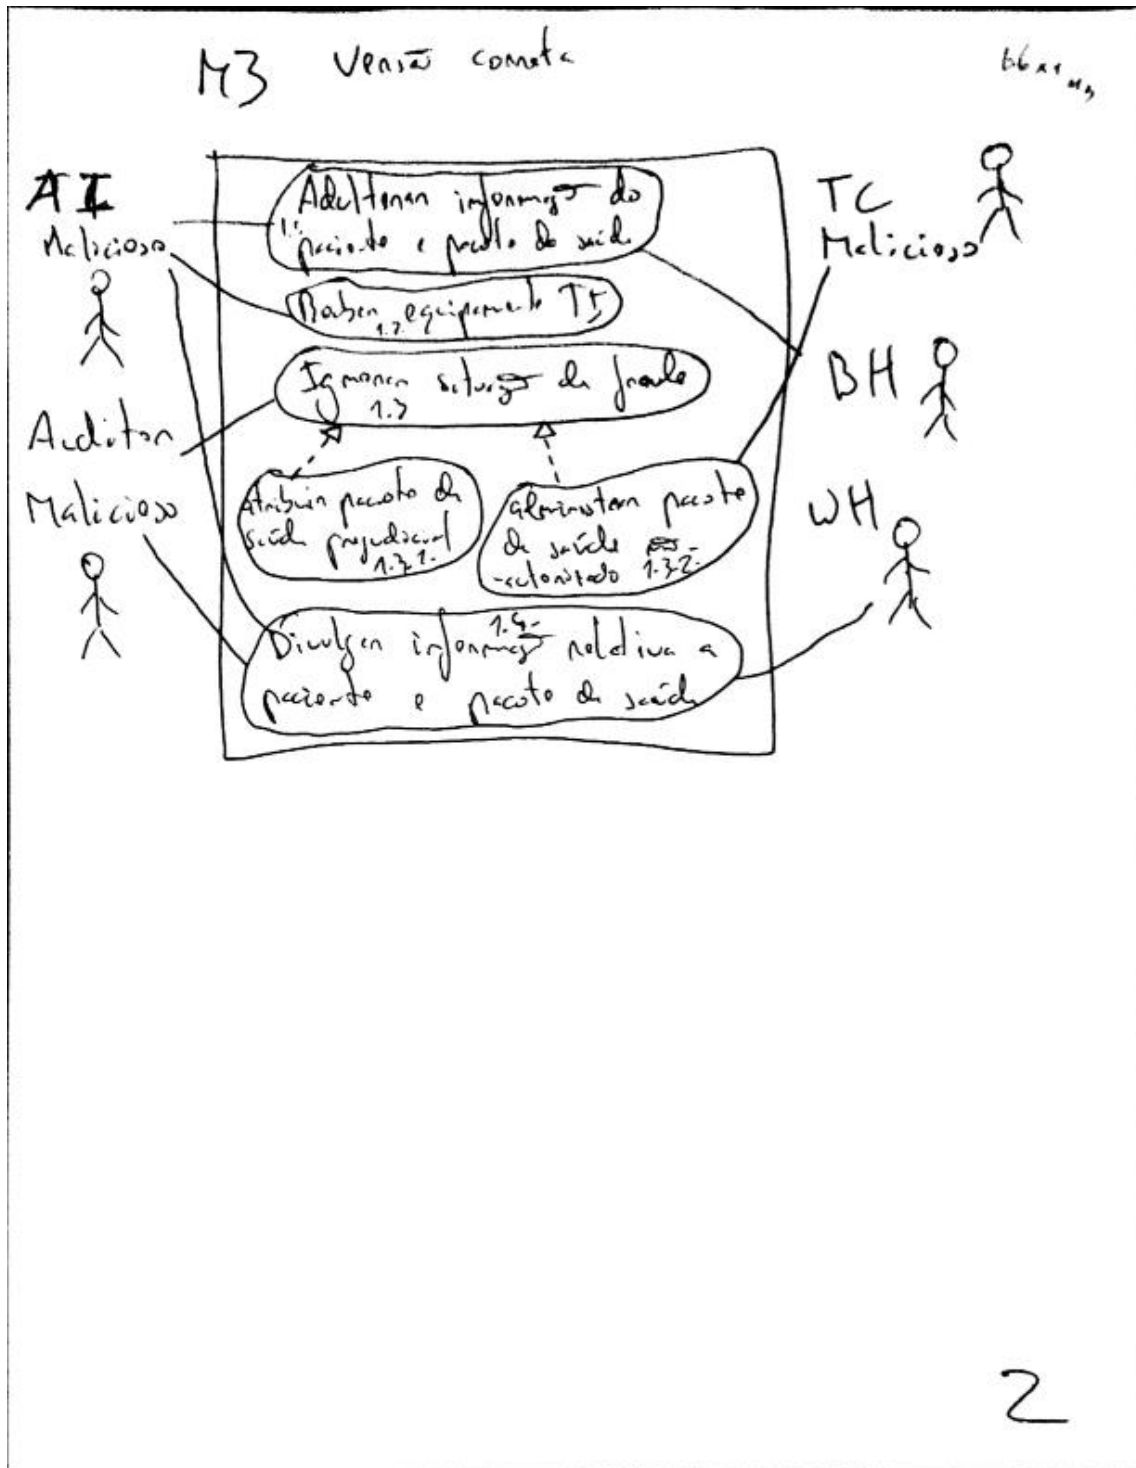 M3 Versão correta
AI
Malicioso
Auditor
Malicioso
1.1
Adulterar informação do
paciente e pacote de saúde
Roubar equipamento TI
1.2.
Ignorar situação de fraude
1.3
atribuir pacote de
saúde prejudicial
1.3.1.
administrar pacote
de saúde
-autorizado 1.3.2.
1.4.
Divulgar informação relativa a
paciente e pacote de saúde
TC
Malicioso
BH
WH
2